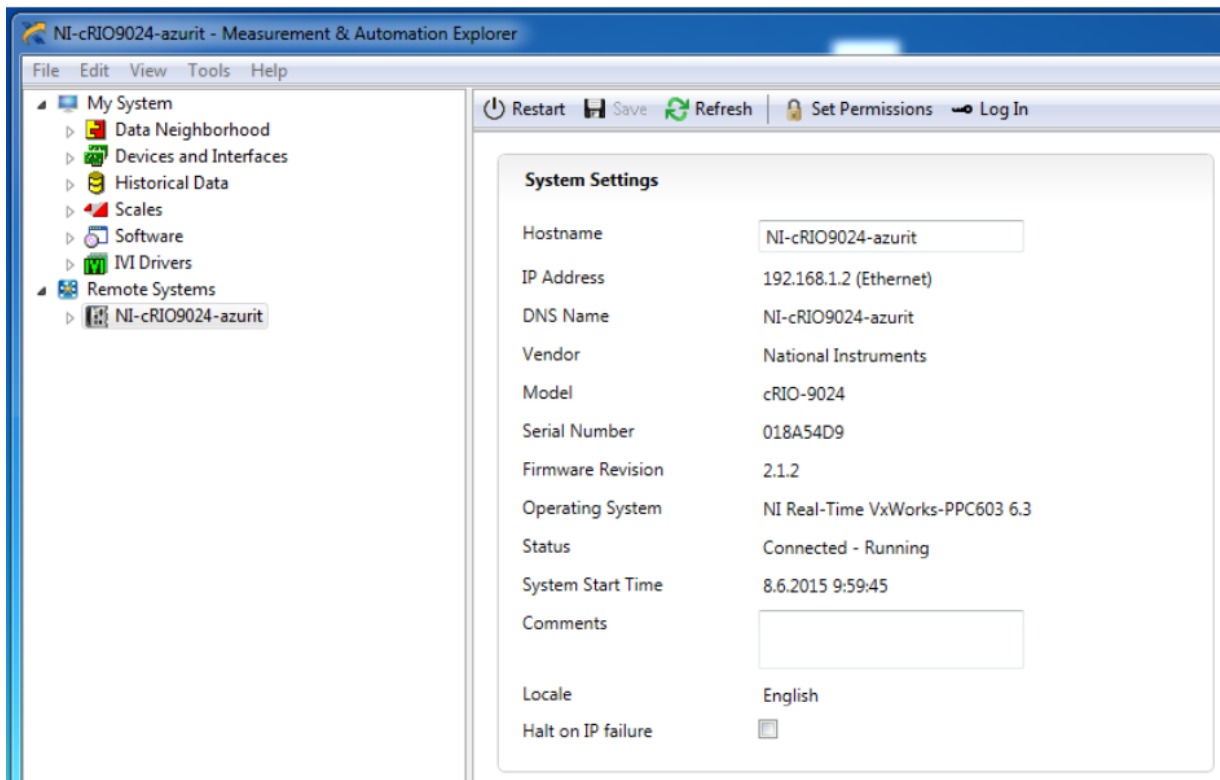 NI-cRIO9024-azurit - Measurement & Automation Explorer
File Edit View Tools Help
My System
Data Neighborhood
Devices and Interfaces
Historical Data
Scales
Software
IVI Drivers
Remote Systems
NI-cRIO9024-azurit
Restart Save Refresh Set Permissions Log In
System Settings
Hostname NI-cRIO9024-azurit
IP Address 192.168.1.2 (Ethernet)
DNS Name NI-cRIO9024-azurit
Vendor National Instruments
Model cRIO-9024
Serial Number 018A54D9
Firmware Revision 2.1.2
Operating System NI Real-Time VxWorks-PPC603 6.3
Status Connected - Running
System Start Time 8.6.2015 9:59:45
Comments
Locale English
Halt on IP failure